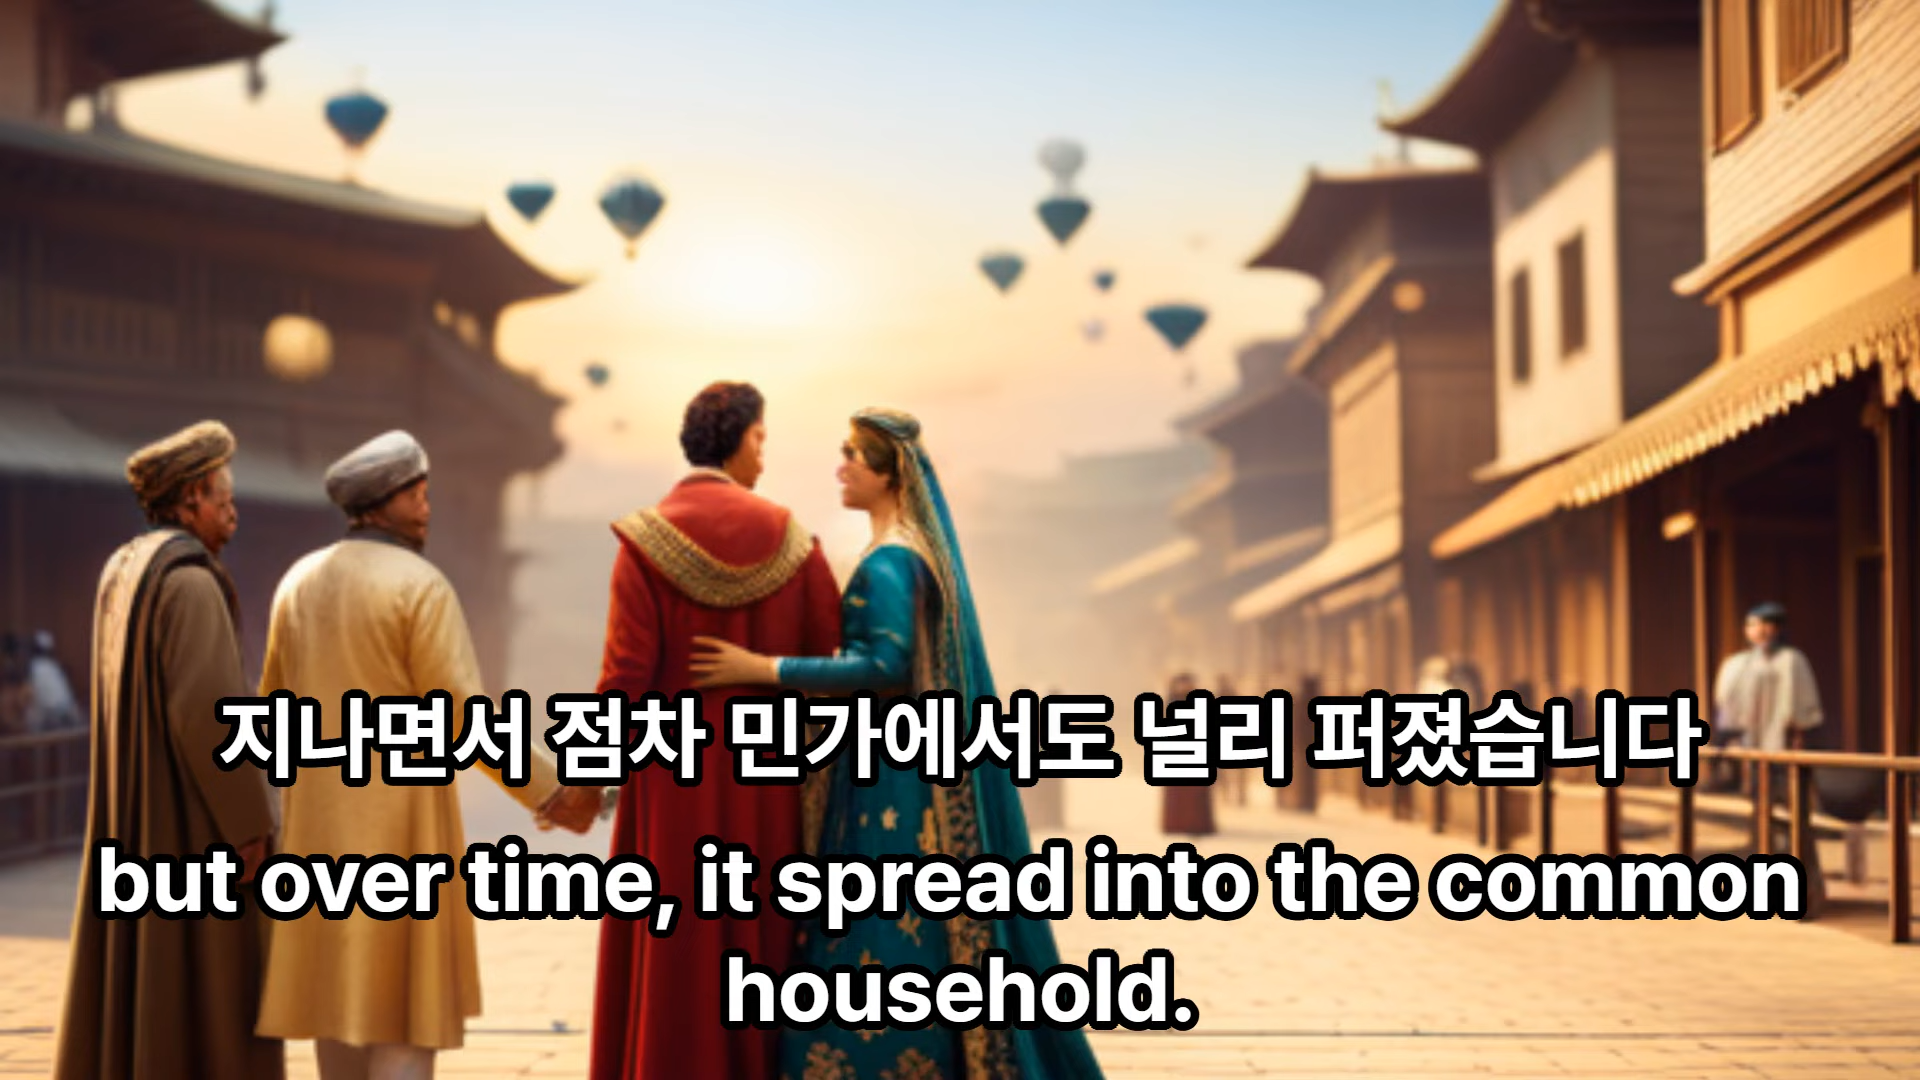 지나면서 점차 민가에서도 널리 퍼졌습니다
but over time, it spread into the common
household.